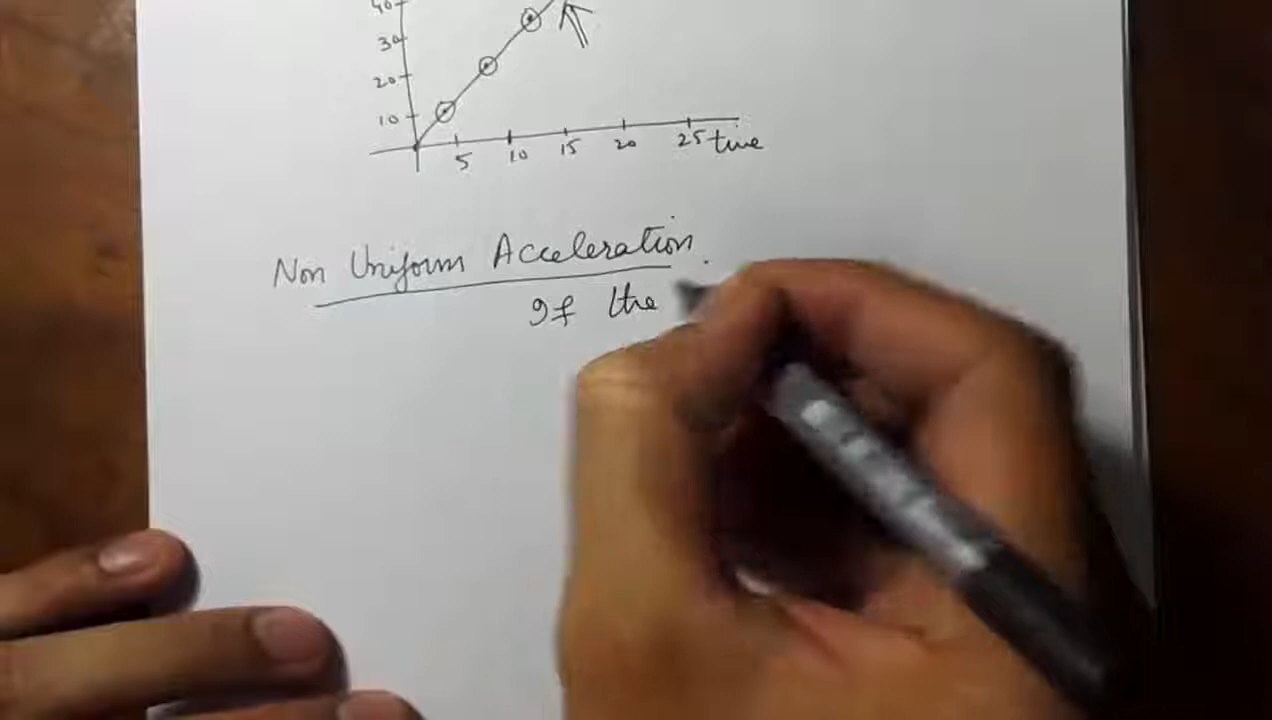 40
30
20
10
5 10 15 20 25 time
Non Uniform Acceleration.
If the